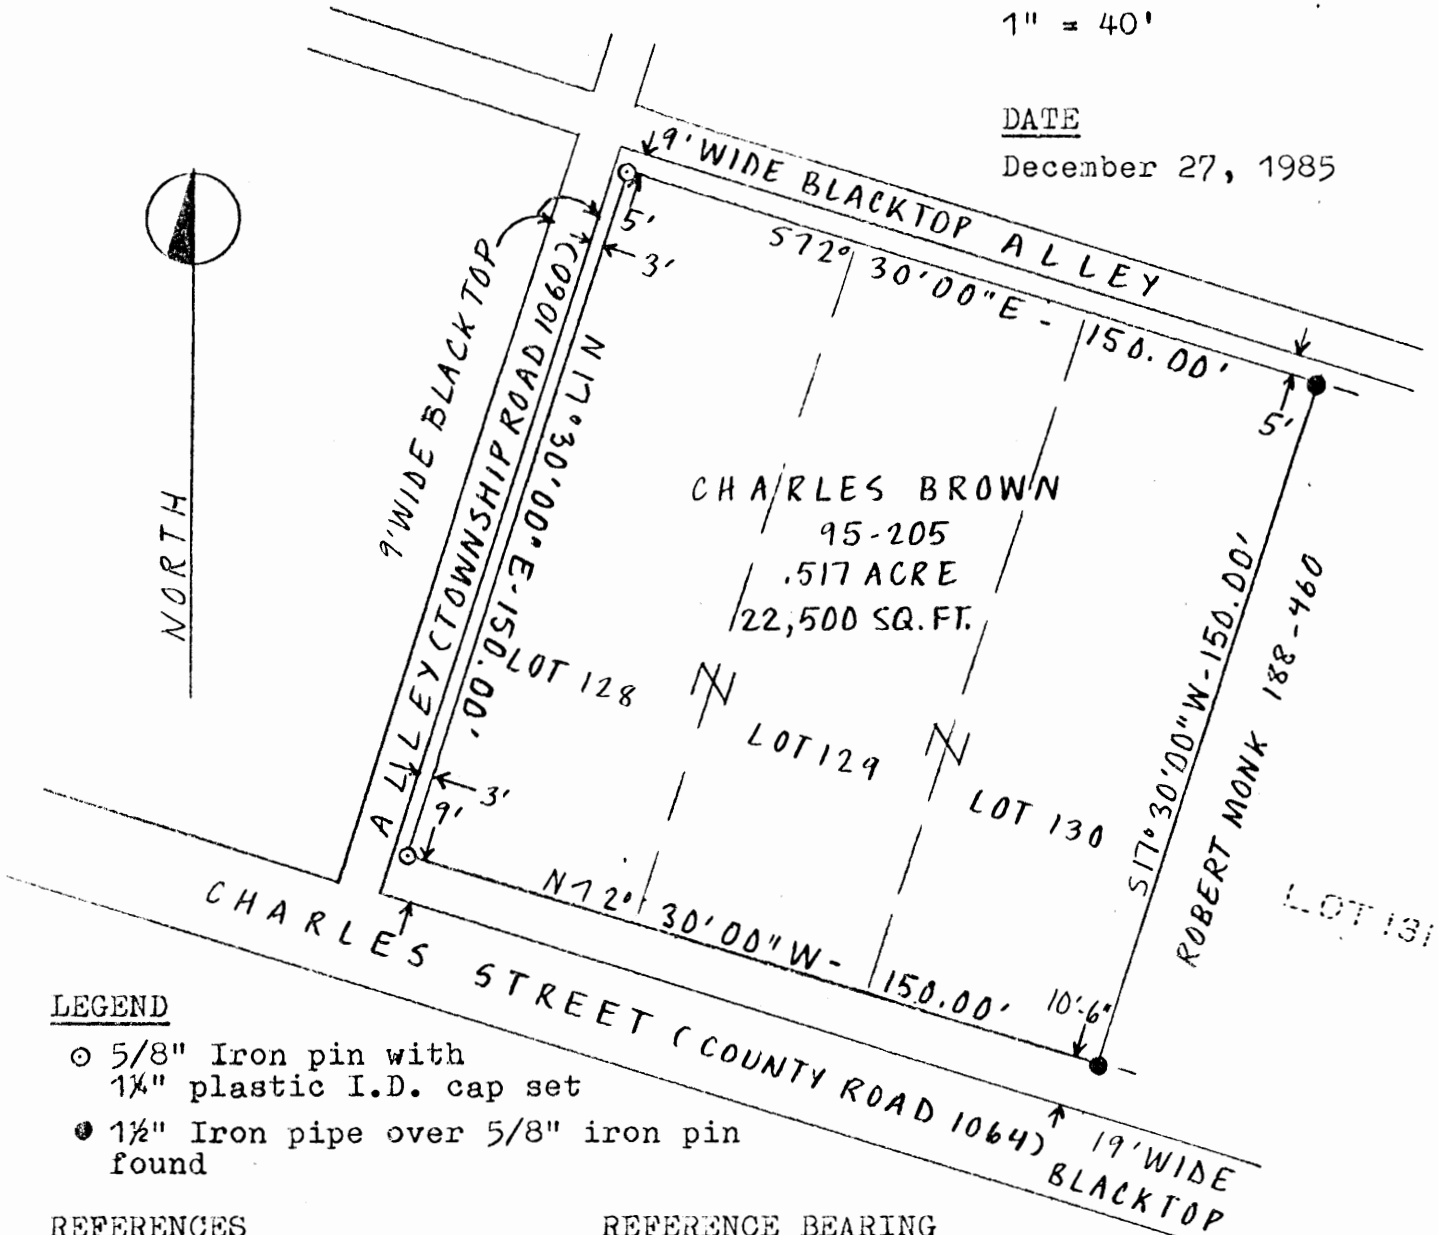 1" = 40'
DATE
December 27, 1985
9' WIDE BLACKTOP ALLEY
S72° 30'00"E - 150.00'
5'
3'
5'
9' WIDE BLACK TOP
ALLEY (TOWNSHIP ROAD 1060)
N 17°30'00"E-150.00'
NORTH
CHARLES BROWN
95-205
.517 ACRE
22,500 SQ.FT.
LOT 128
LOT 129
LOT 130
S17°30'00"W-150.00'
ROBERT MONK 188-460
LOT 131
3'
9'
N72° 30'00"W- 150.00'
10'-6"
CHARLES STREET (COUNTY ROAD 1064)
19' WIDE
BLACKTOP
LEGEND
⊙ 5/8" Iron pin with
1¼" plastic I.D. cap set
● 1½" Iron pipe over 5/8" iron pin
found
REFERENCES
REFERENCE BEARING